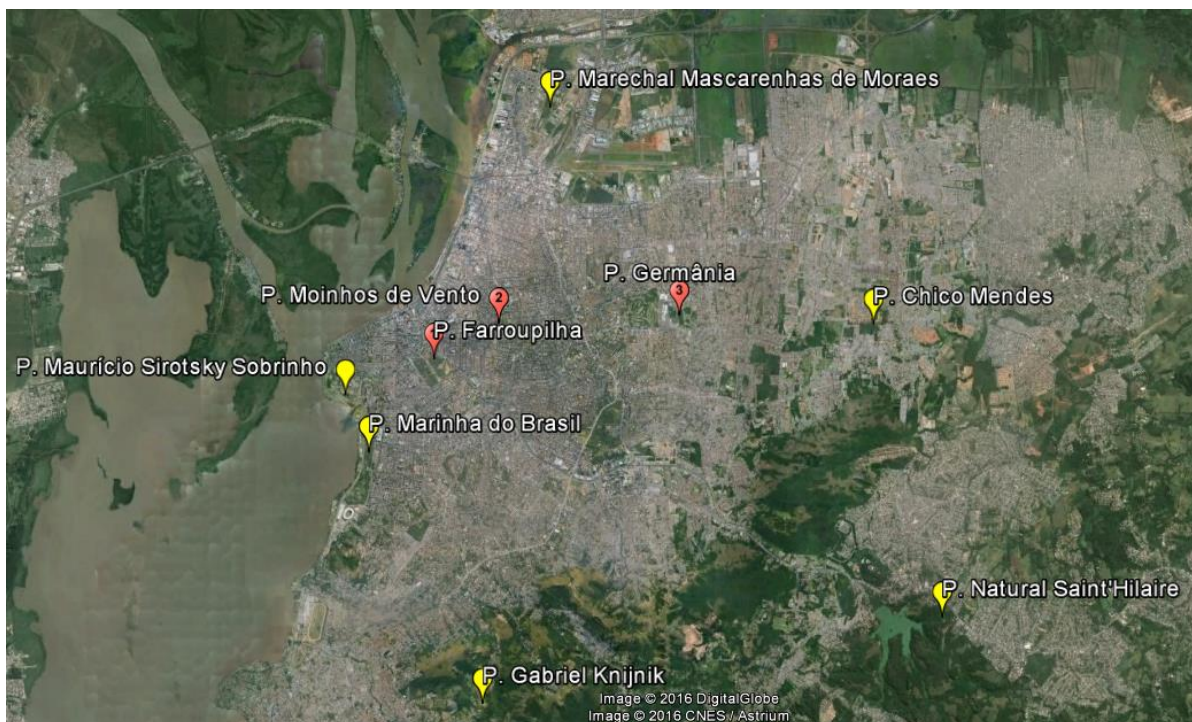 P. Marechal Mascarenhas de Moraes
P. Germânia
3
P. Moinhos de Vento
2
P. Chico Mendes
P. Farroupilha
P. Maurício Sirotsky Sobrinho
P. Marinha do Brasil
P. Natural Saint'Hilaire
P. Gabriel Knijnik
Image © 2016 DigitalGlobe
Image © 2016 CNES / Astrium